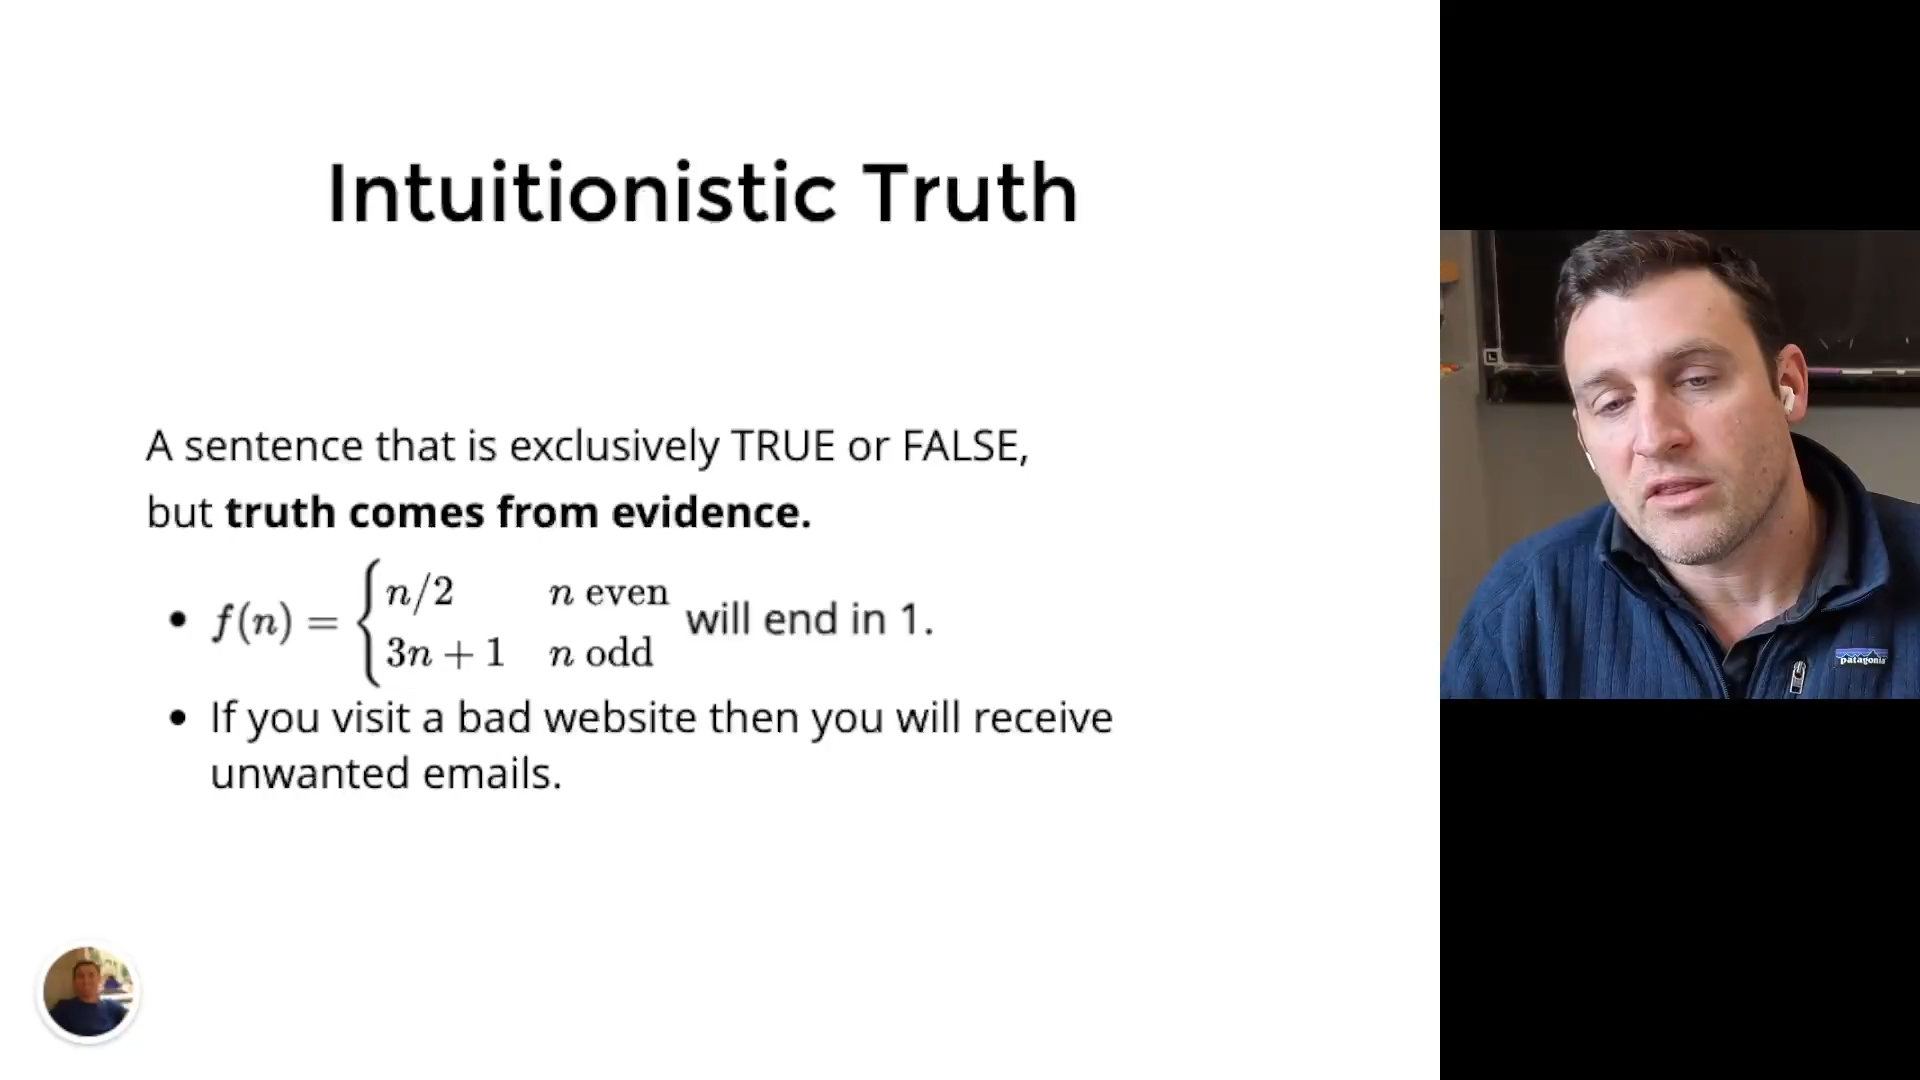 Intuitionistic Truth
A sentence that is exclusively TRUE or FALSE,
but truth comes from evidence.
• f(n) = { n/2 n even
3n + 1 n odd will end in 1.
• If you visit a bad website then you will receive
unwanted emails.
patagonia